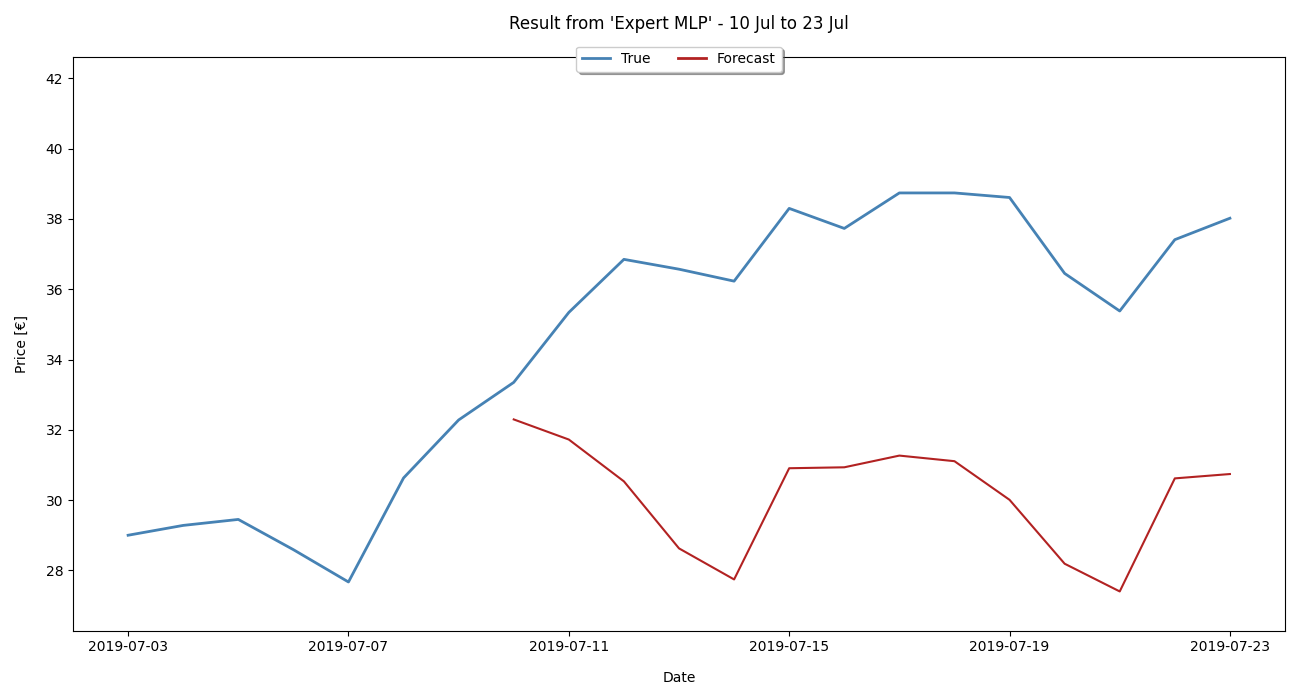 Result from 'Expert MLP' - 10 Jul to 23 Jul
True Forecast
42
40
38
36
34
32
30
28
Price [€]
2019-07-03 2019-07-07 2019-07-11 2019-07-15 2019-07-19 2019-07-23
Date